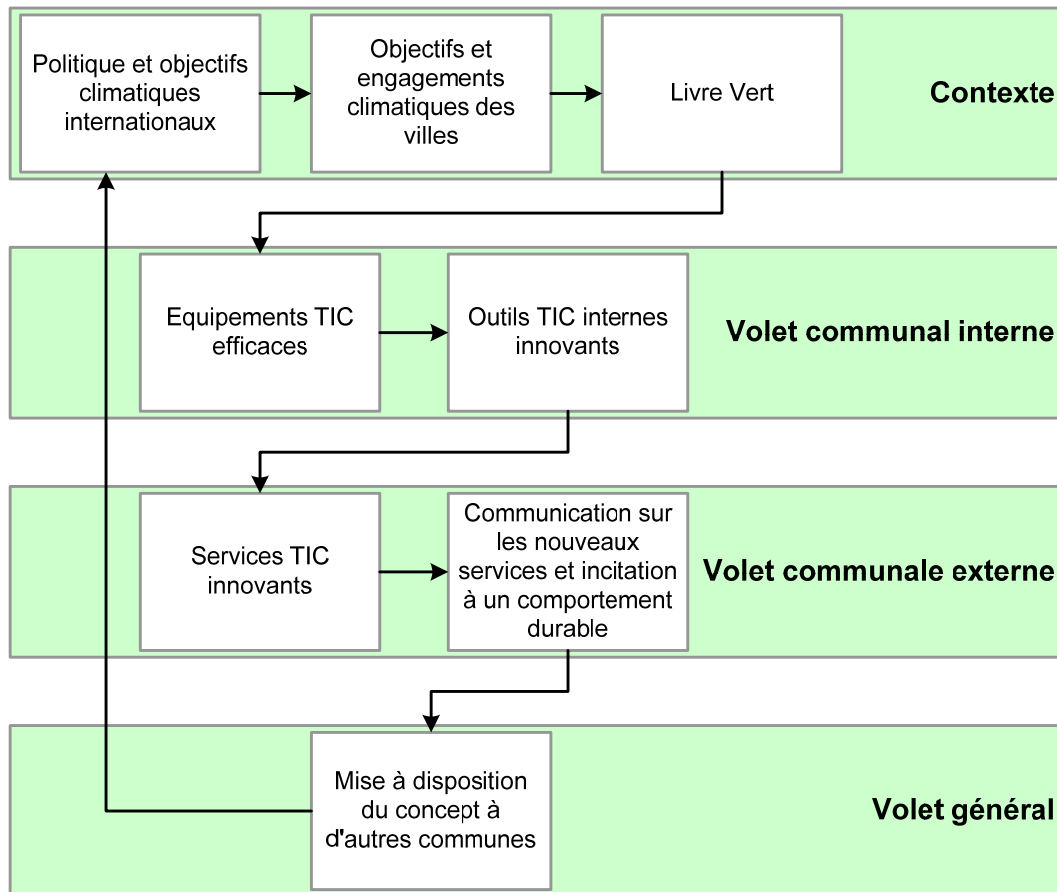 Politique et objectifs
climatiques
internationaux
Objectifs et
engagements
climatiques des
villes
Livre Vert
Contexte
Equipements TIC
efficaces
Outils TIC internes
innovants
Volet communal interne
Services TIC
innovants
Communication sur
les nouveaux
services et incitation
à un comportement
durable
Volet communale externe
Mise à disposition
du concept à
d'autres communes
Volet général